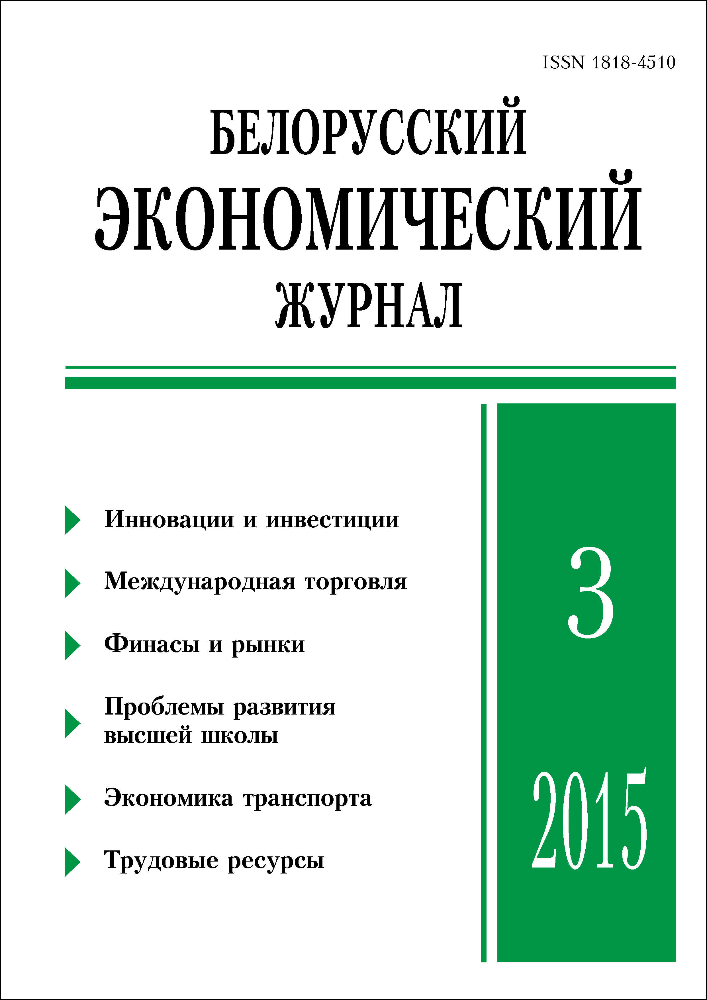 ISSN 1818-4510
БЕЛОРУССКИЙ
ЭКОНОМИЧЕСКИЙ
ЖУРНАЛ
Инновации и инвестиции
Международная торговля
Финасы и рынки
Проблемы развития
высшей школы
Экономика транспорта
Трудовые ресурсы
3
2015